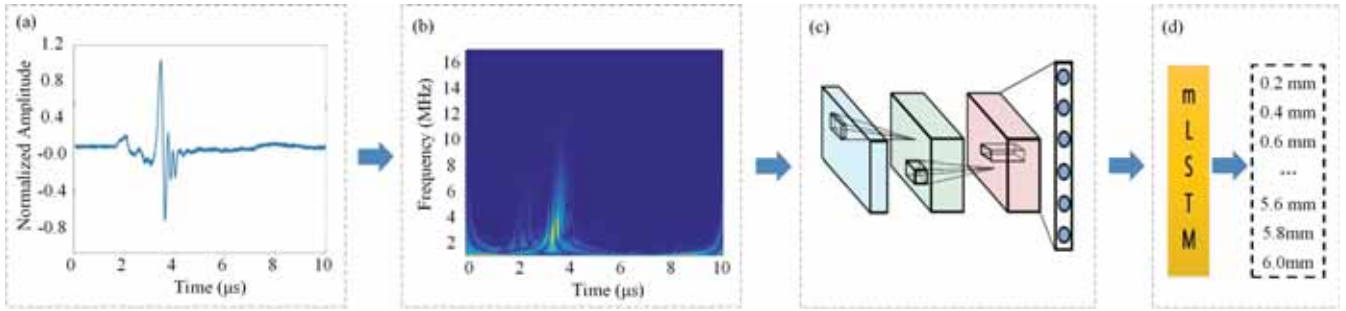 (a)
Normalized Amplitude
1.2
0.8
0.4
-0.0
-0.4
-0.8
0 2 4 6 8 10
Time (μs)
(b)
Frequency (MHz)
16
14
12
10
8
6
4
2
0 2 4 6 8 10
Time (μs)
(c)
(d)
m
L
S
T
M
0.2 mm
0.4 mm
0.6 mm
...
5.6 mm
5.8mm
6.0mm